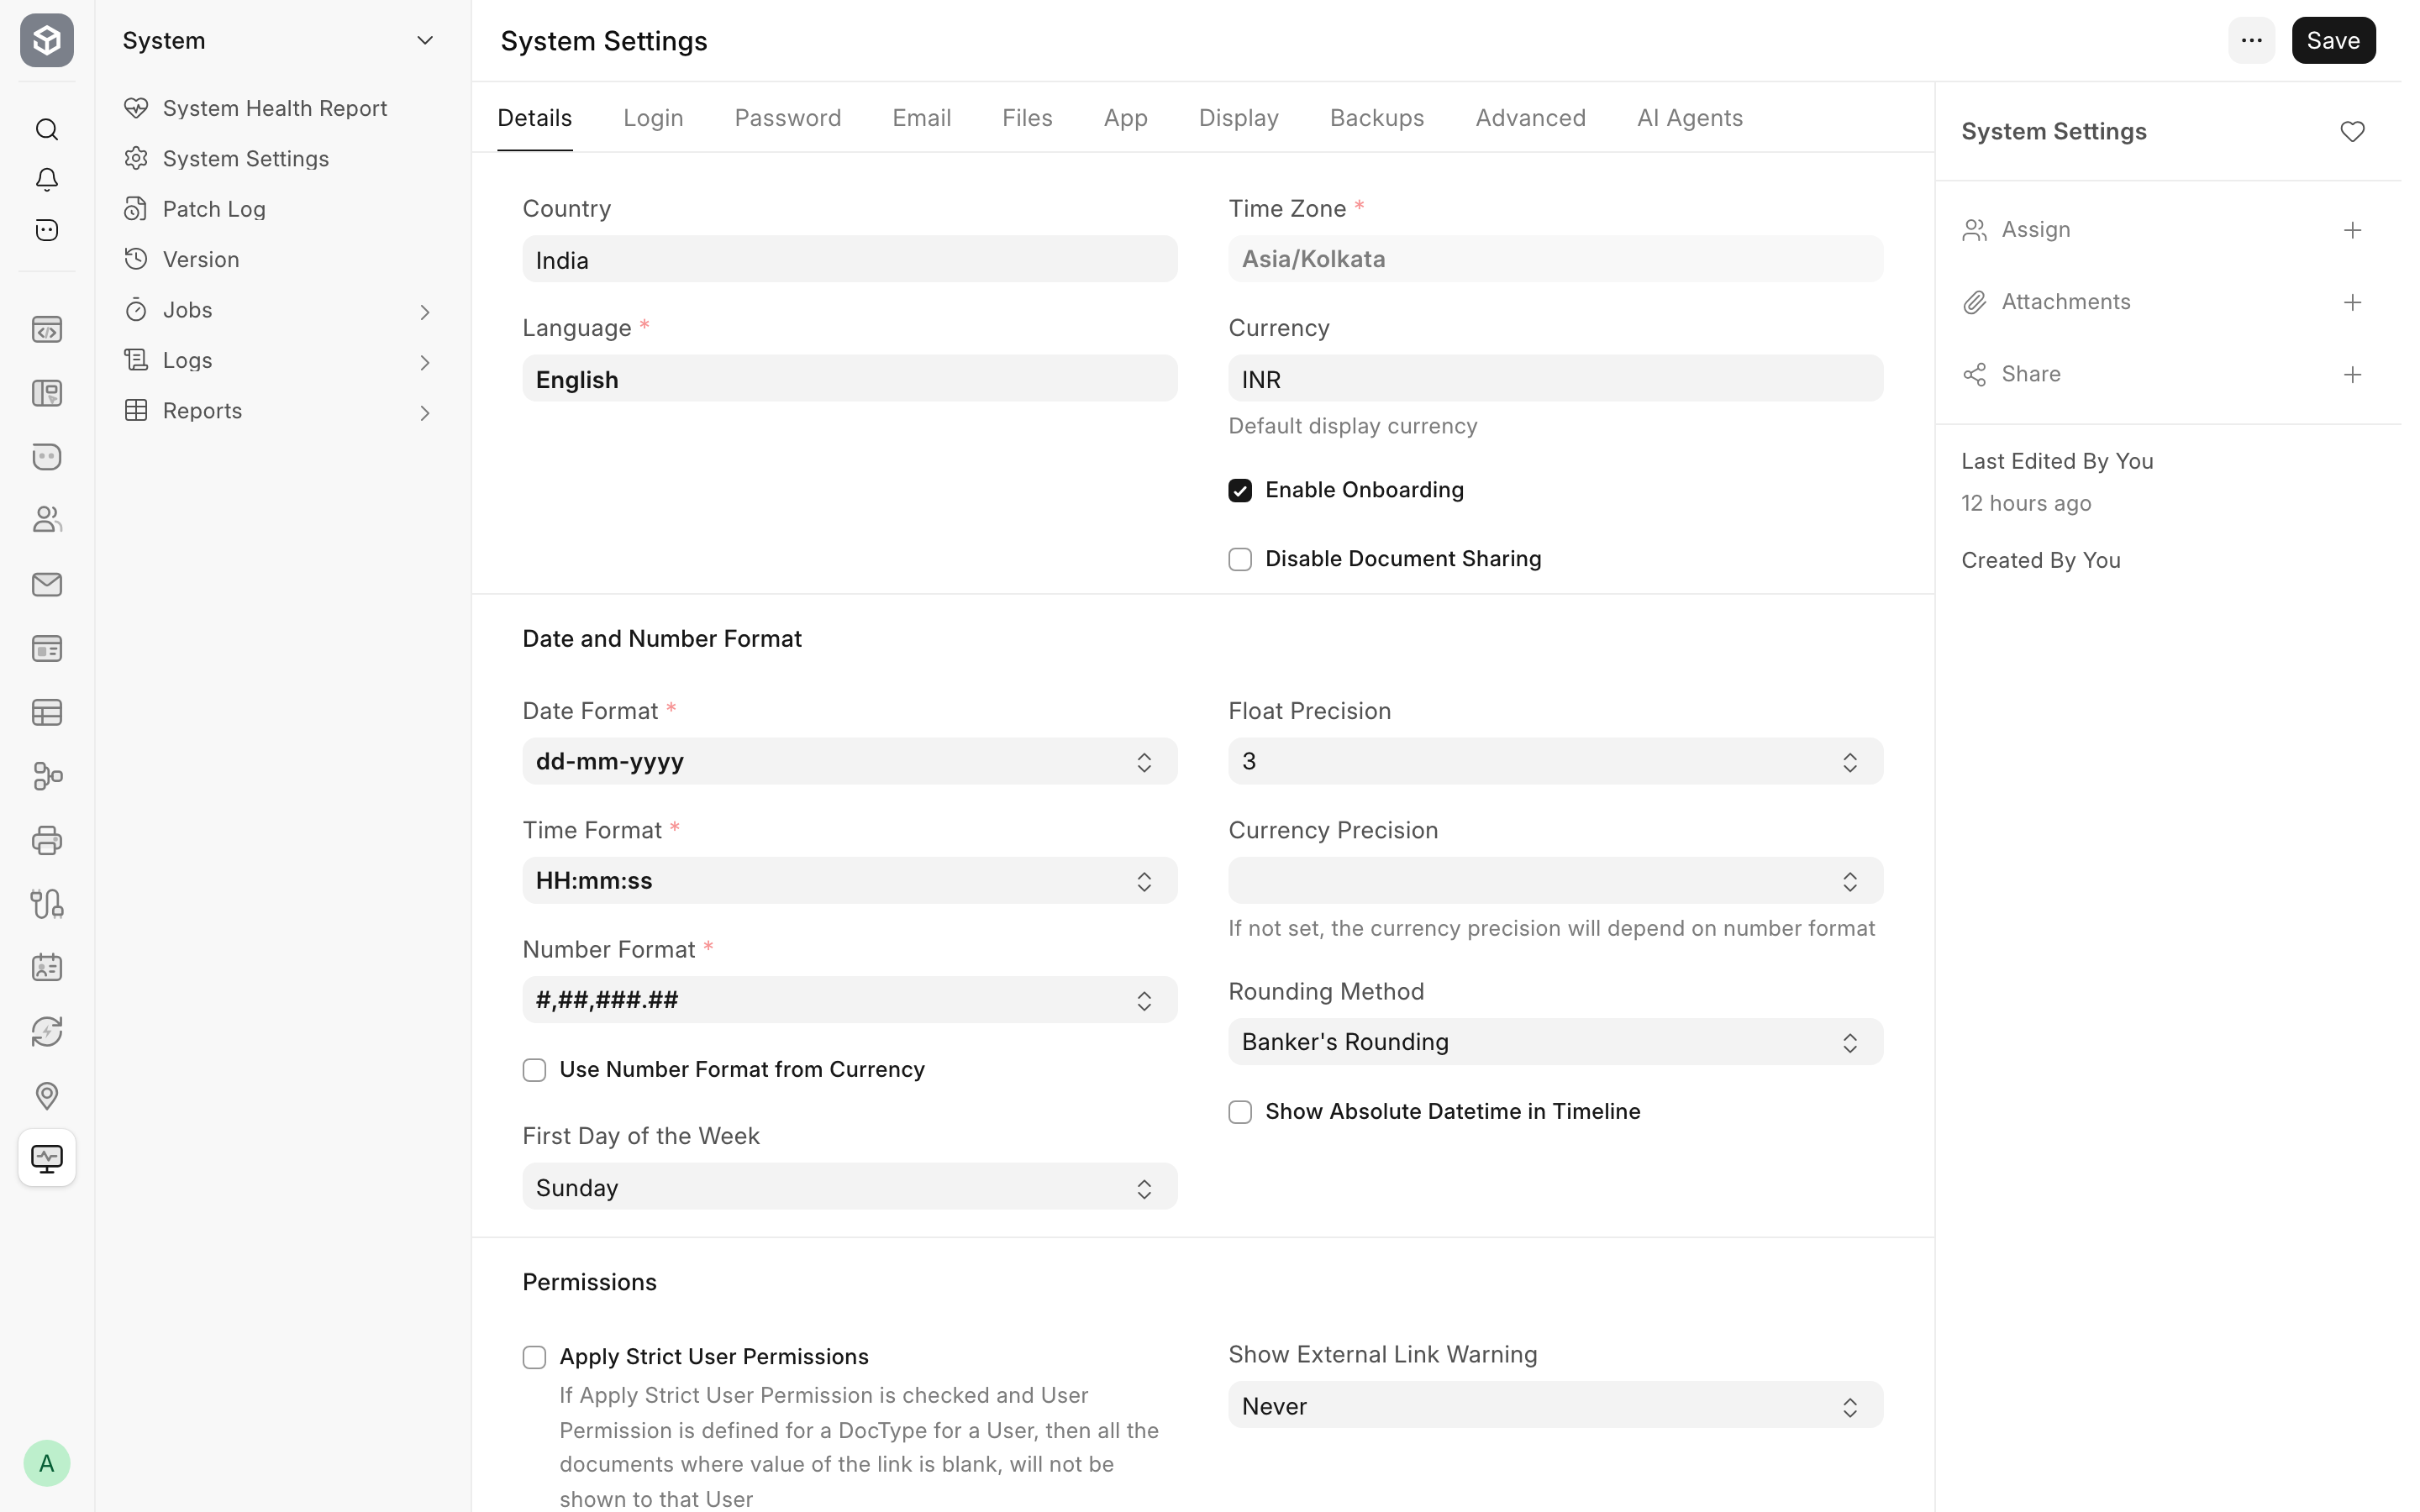 System
System Settings
Save
System Health Report
System Settings
Patch Log
Version
Jobs
Logs
Reports
A
Details
Login
Password
Email
Files
App
Display
Backups
Advanced
AI Agents
Country
India
Language *
English
Time Zone *
Asia/Kolkata
Currency
INR
Default display currency
Enable Onboarding
Disable Document Sharing
Date and Number Format
Date Format *
dd-mm-yyyy
Time Format *
HH:mm:ss
Number Format *
#,##,###.##
Use Number Format from Currency
First Day of the Week
Sunday
Float Precision
3
Currency Precision
If not set, the currency precision will depend on number format
Rounding Method
Banker's Rounding
Show Absolute Datetime in Timeline
Permissions
Apply Strict User Permissions
If Apply Strict User Permission is checked and User
Permission is defined for a DocType for a User, then all the
documents where value of the link is blank, will not be
shown to that User
Show External Link Warning
Never
System Settings
Assign
Attachments
Share
Last Edited By You
12 hours ago
Created By You